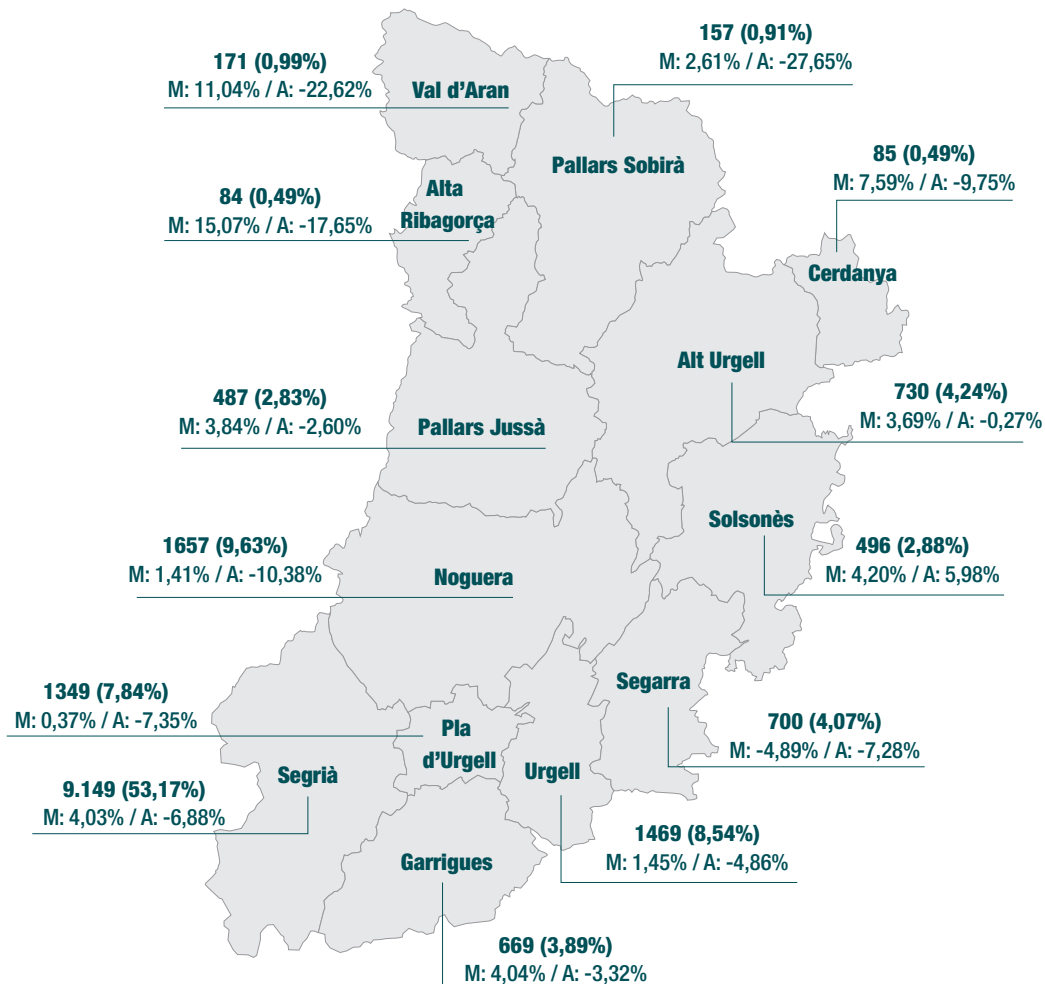 157 (0,91%)
M: 2,61% / A: -27,65%
171 (0,99%)
M: 11,04% / A: -22,62%
Val d'Aran
Pallars Sobirà
85 (0,49%)
M: 7,59% / A: -9,75%
84 (0,49%)
M: 15,07% / A: -17,65%
Alta
Ribagorça
Cerdanya
Alt Urgell
487 (2,83%)
M: 3,84% / A: -2,60%
Pallars Jussà
730 (4,24%)
M: 3,69% / A: -0,27%
Solsonès
1657 (9,63%)
M: 1,41% / A: -10,38%
Noguera
496 (2,88%)
M: 4,20% / A: 5,98%
Segarra
1349 (7,84%)
M: 0,37% / A: -7,35%
Pla
d'Urgell
700 (4,07%)
M: -4,89% / A: -7,28%
Segrià
Urgell
9.149 (53,17%)
M: 4,03% / A: -6,88%
1469 (8,54%)
M: 1,45% / A: -4,86%
Garrigues
669 (3,89%)
M: 4,04% / A: -3,32%